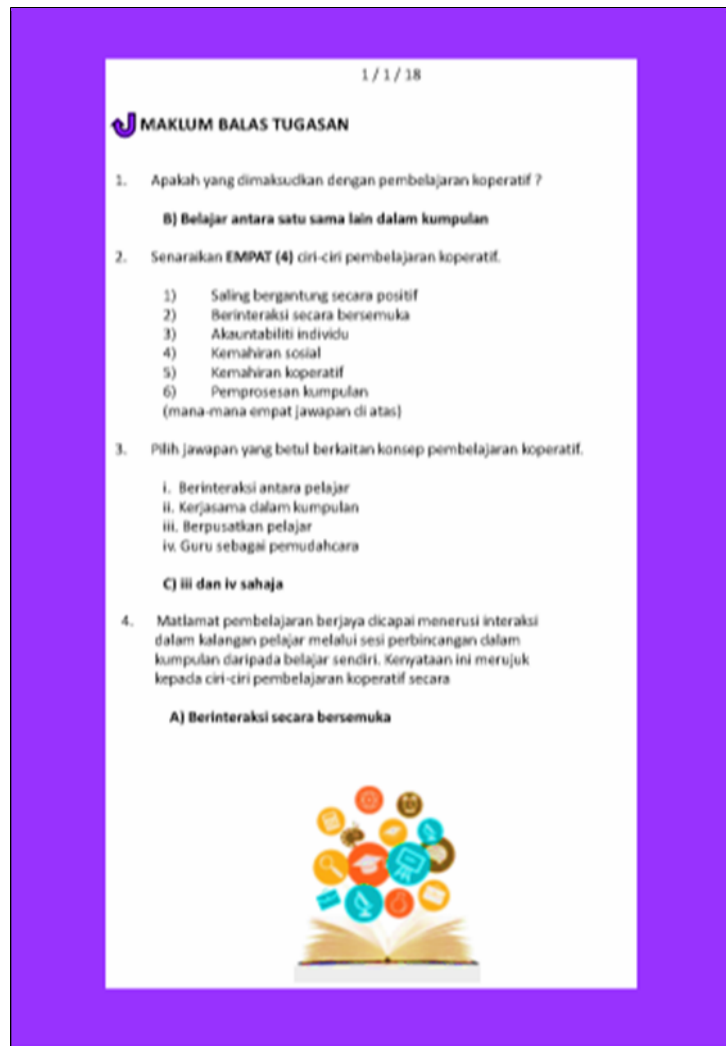 1 / 1 / 18
MAKLUM BALAS TUGASAN
1. Apakah yang dimaksudkan dengan pembelajaran koperatif ?
B) Belajar antara satu sama lain dalam kumpulan
2. Senaraikan EMPAT (4) ciri-ciri pembelajaran koperatif.
1) Saling bergantung secara positif
2) Berinteraksi secara bersemuka
3) Akauntabiliti individu
4) Kemahiran sosial
5) Kemahiran koperatif
6) Pemprosesan kumpulan
(mana-mana empat jawapan di atas)
3. Pilih jawapan yang betul berkaitan konsep pembelajaran koperatif.
i. Berinteraksi antara pelajar
ii. Kerjasama dalam kumpulan
iii. Berpusatkan pelajar
iv. Guru sebagai pemudahcara
C) iii dan iv sahaja
4. Matlamat pembelajaran berjaya dicapai menerusi interaksi
dalam kalangan pelajar melalui sesi perbincangan dalam
kumpulan daripada belajar sendiri. Kenyataan ini merujuk
kepada ciri-ciri pembelajaran koperatif secara
A) Berinteraksi secara bersemuka